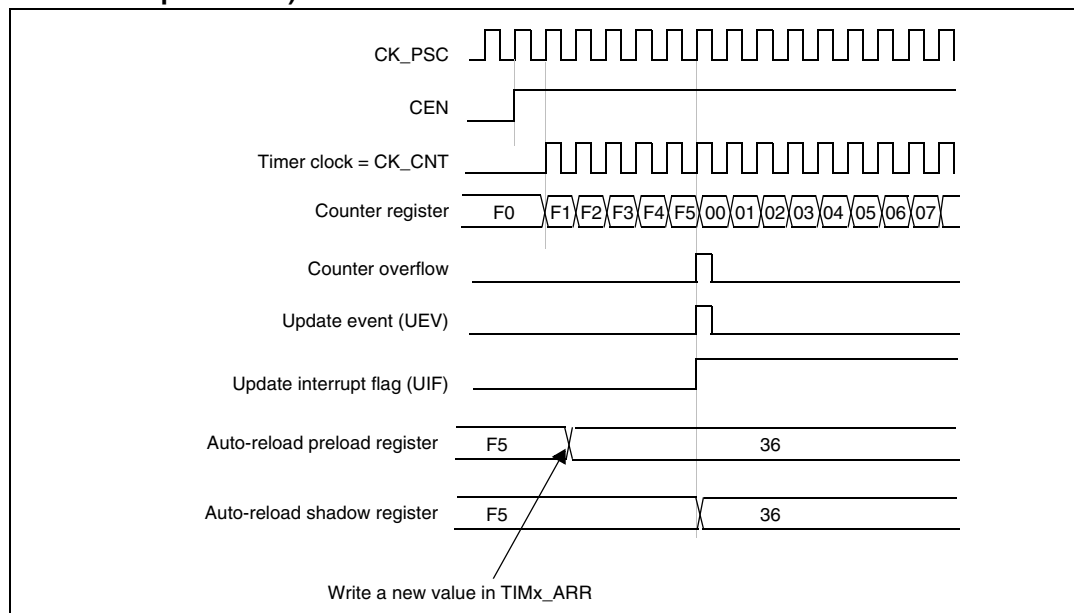 CK_PSC
CEN
Timer clock = CK_CNT
Counter register F0 F1 F2 F3 F4 F5 00 01 02 03 04 05 06 07
Counter overflow
Update event (UEV)
Update interrupt flag (UIF)
Auto-reload preload register F5 36
Auto-reload shadow register F5 36
Write a new value in TIMx_ARR